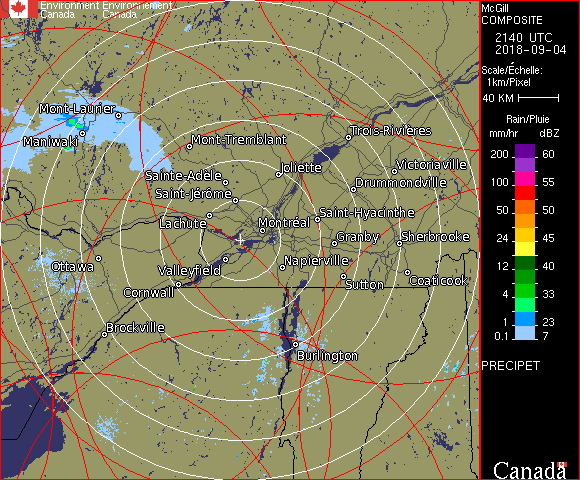 Environment Environnement
Canada Canada
McGill
COMPOSITE
2140 UTC
2018-09-04
Scale/Échelle:
1km/Pixel
40 KM
Rain/Pluie
mm/hr dBZ
200 60
100 55
50 50
24 45
12 40
4 33
1 23
0.1 7
PRECIPET
Canada
Mont-Laurier
Maniwaki
Mont-Tremblant
Trois-Rivières
Joliette
Victoriaville
Sainte-Adèle
Drummondville
Saint-Jérôme
Saint-Hyacinthe
Lachute
Montréal
Granby
Sherbrooke
Ottawa
Valleyfield
Napierville
Coaticook
Sutton
Cornwall
Brockville
Burlington